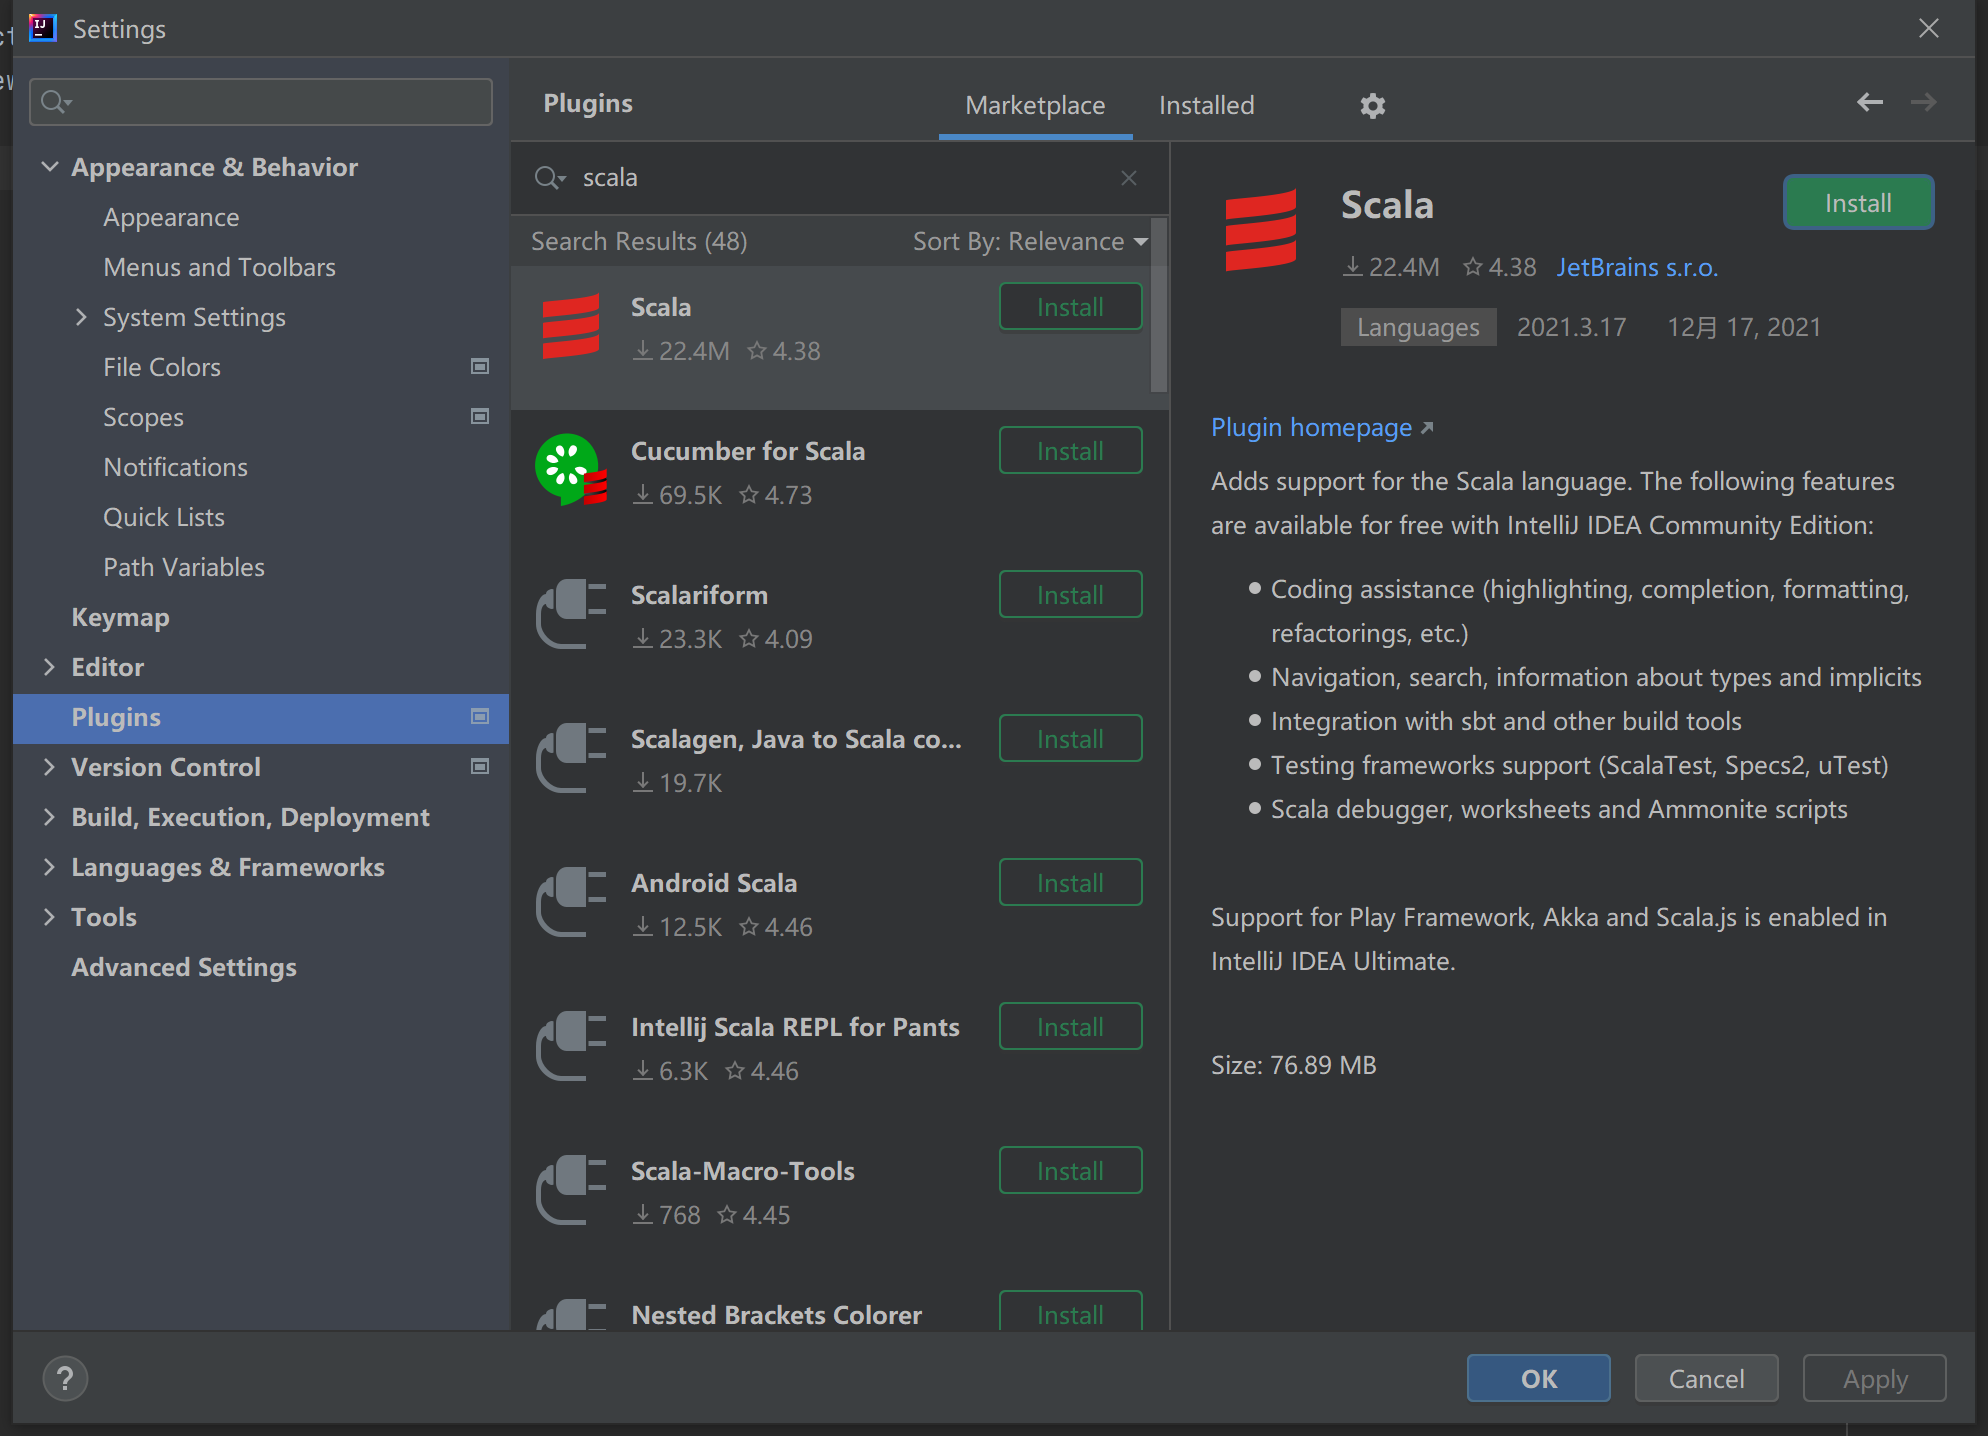 Settings
Appearance & Behavior
Appearance
Menus and Toolbars
System Settings
File Colors
Scopes
Notifications
Quick Lists
Path Variables
Keymap
Editor
Plugins
Version Control
Build, Execution, Deployment
Languages & Frameworks
Tools
Advanced Settings
Plugins
Marketplace
Installed
scala
Search Results (48)
Sort By: Relevance
Scala
Install
22.4M 4.38
Cucumber for Scala
Install
69.5K 4.73
Scalariform
Install
23.3K 4.09
Scalagen, Java to Scala co...
Install
19.7K
Android Scala
Install
12.5K 4.46
Intellij Scala REPL for Pants
Install
6.3K 4.46
Scala-Macro-Tools
Install
768 4.45
Nested Brackets Colorer
Install
Scala
Install
22.4M 4.38 JetBrains s.r.o.
Languages 2021.3.17 12月 17, 2021
Plugin homepage
Adds support for the Scala language. The following features
are available for free with IntelliJ IDEA Community Edition:
Coding assistance (highlighting, completion, formatting,
refactorings, etc.)
Navigation, search, information about types and implicits
Integration with sbt and other build tools
Testing frameworks support (ScalaTest, Specs2, uTest)
Scala debugger, worksheets and Ammonite scripts
Support for Play Framework, Akka and Scala.js is enabled in
IntelliJ IDEA Ultimate.
Size: 76.89 MB
?
OK
Cancel
Apply